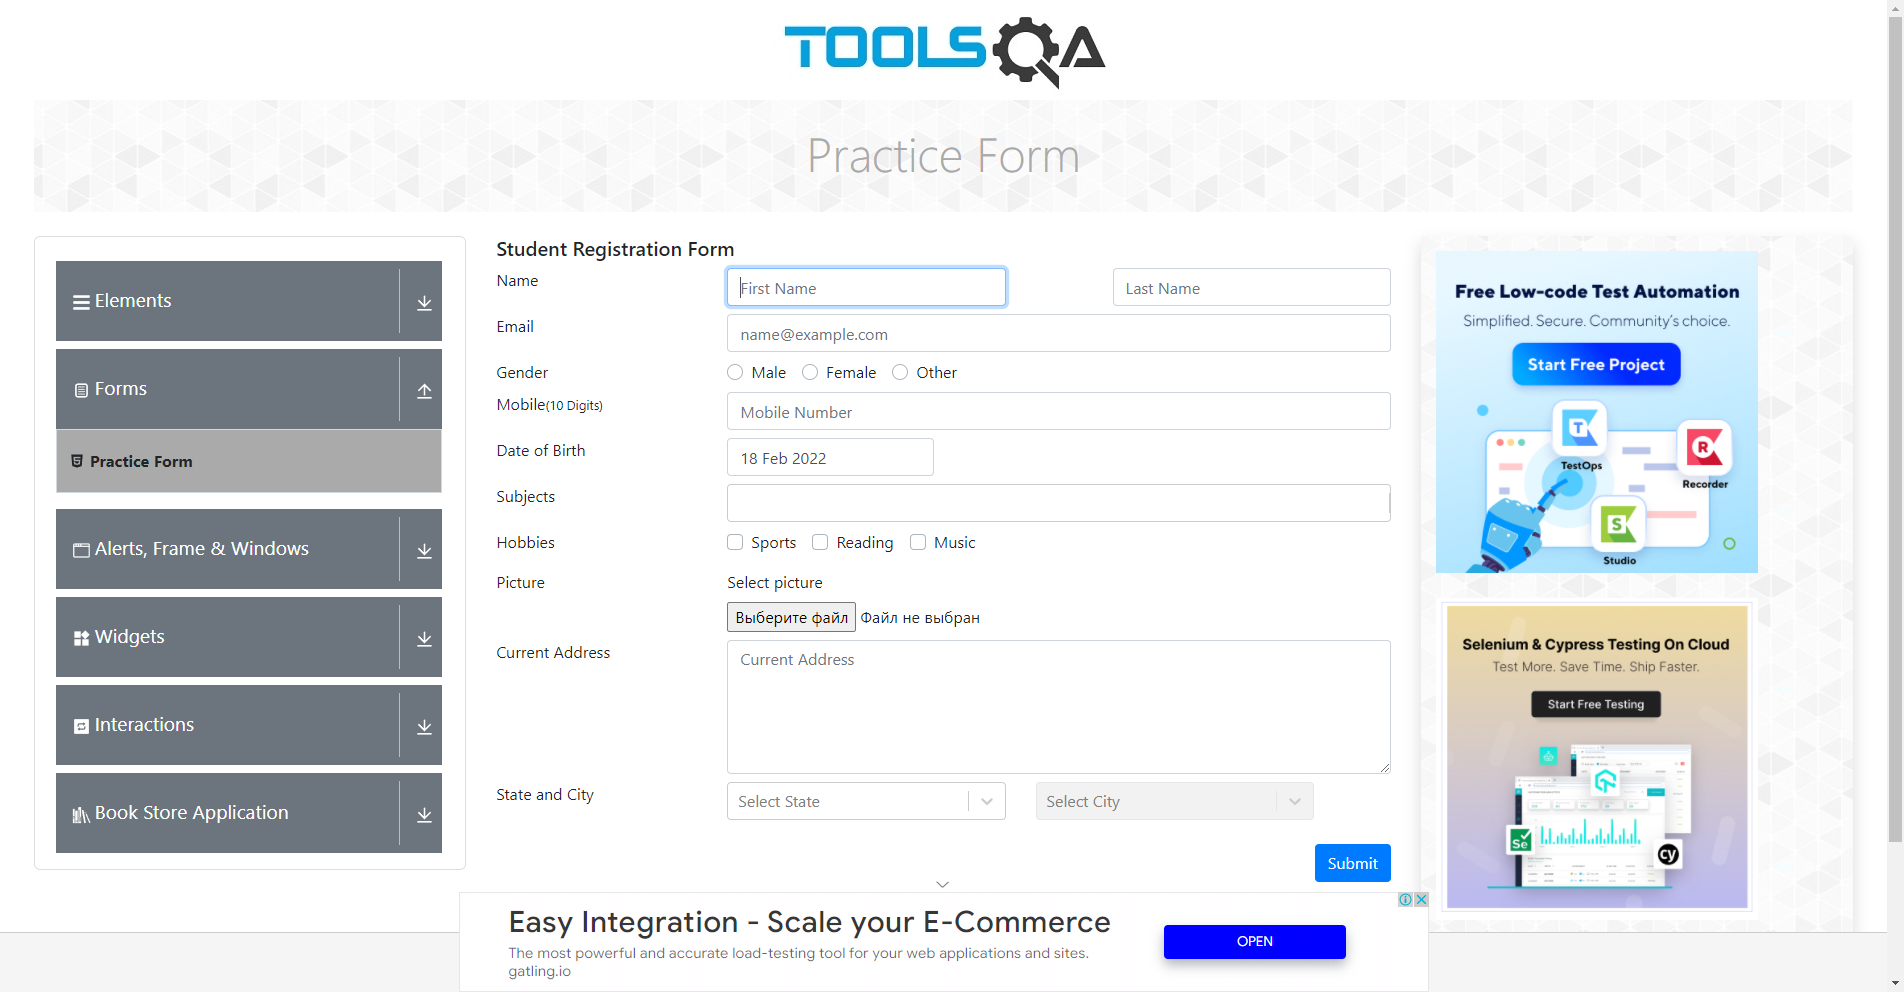 TOOLSQA
Practice Form
Elements
Forms
Practice Form
Alerts, Frame & Windows
Widgets
Interactions
Book Store Application
Student Registration Form
Name
First Name
Last Name
Email
name@example.com
Gender
Male
Female
Other
Mobile(10 Digits)
Mobile Number
Date of Birth
18 Feb 2022
Subjects
Hobbies
Sports
Reading
Music
Picture
Select picture
Выберите файл Файл не выбран
Current Address
Current Address
State and City
Select State
Select City
Submit
Free Low-code Test Automation
Simplified. Secure. Community's choice.
Start Free Project
T
TestOps
R
Recorder
S
Studio
Selenium & Cypress Testing On Cloud
Test More. Save Time. Ship Faster.
Start Free Testing
Se
cy
Easy Integration - Scale your E-Commerce
The most powerful and accurate load-testing tool for your web applications and sites.
gatling.io
OPEN